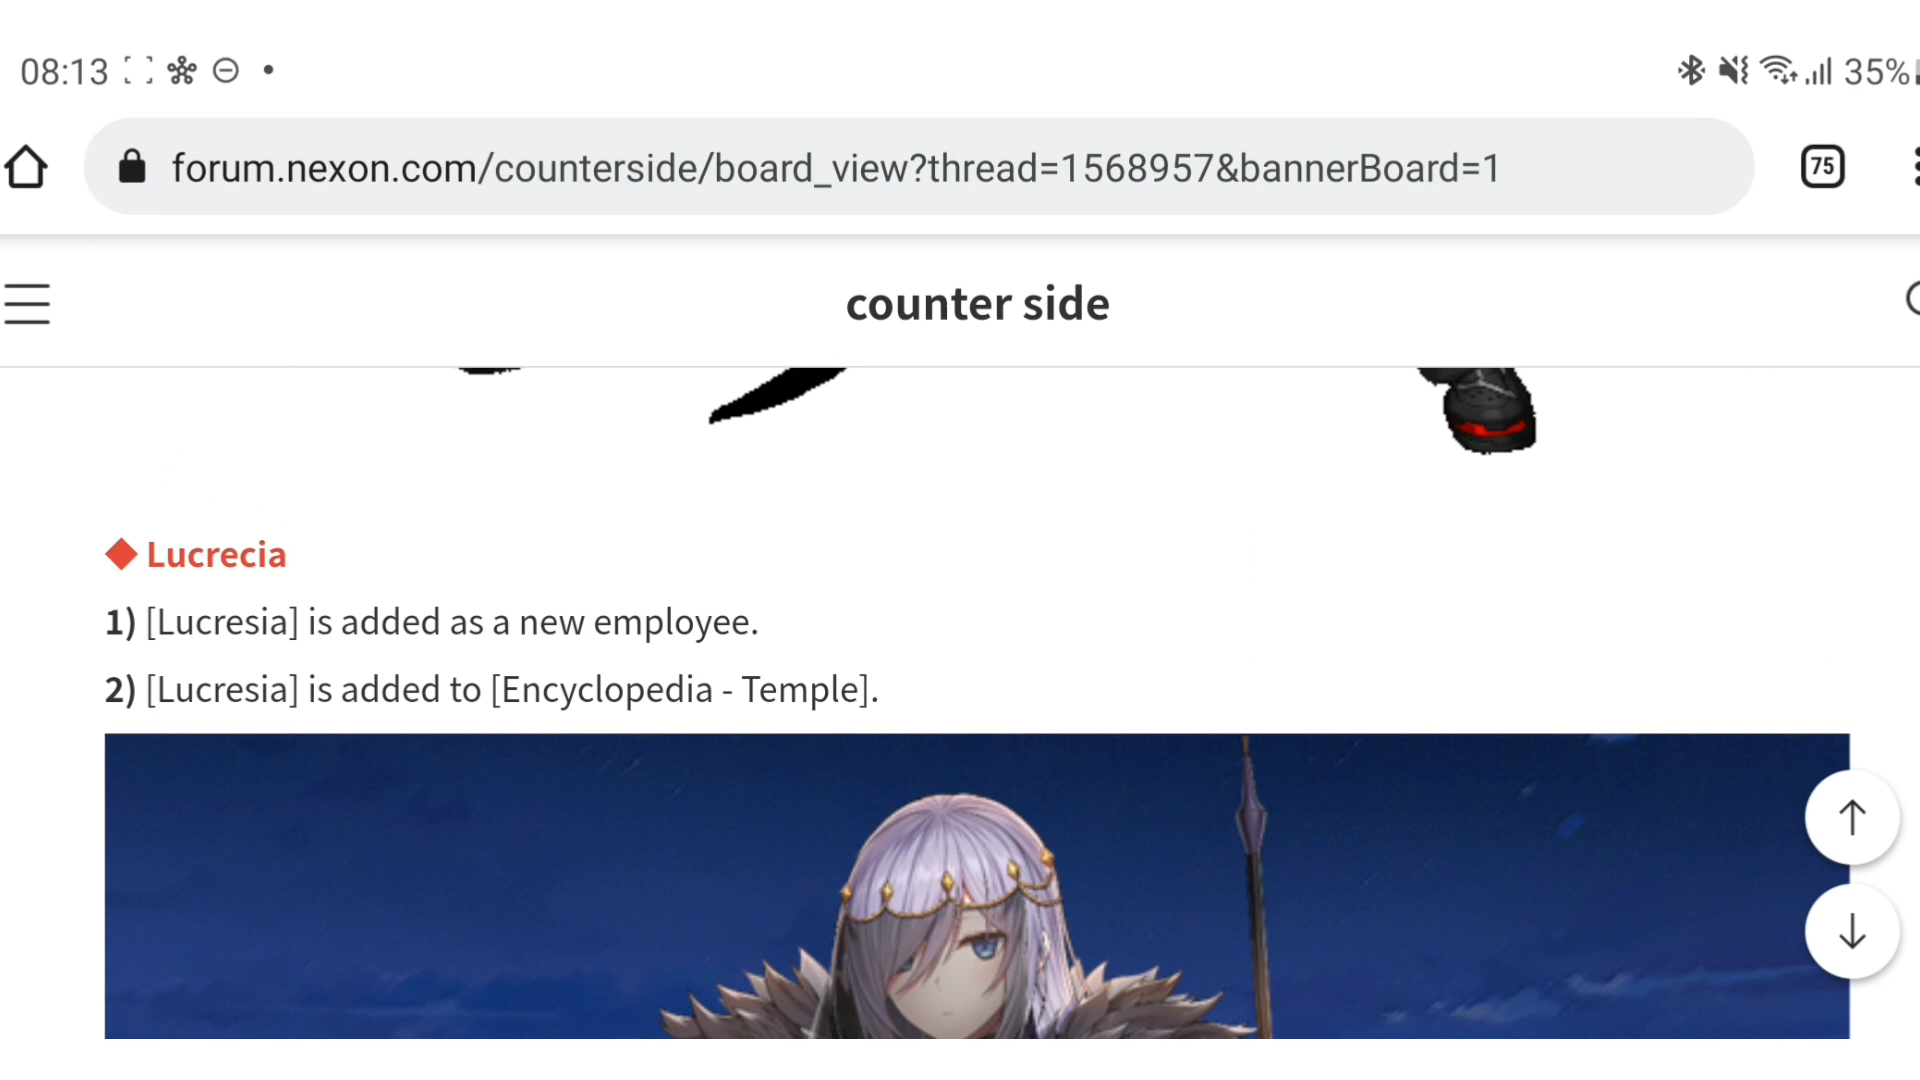 08:13
35%
forum.nexon.com/counterside/board_view?thread=1568957&bannerBoard=1
75
counter side
Lucrecia
1) [Lucresia] is added as a new employee.
2) [Lucresia] is added to [Encyclopedia - Temple].